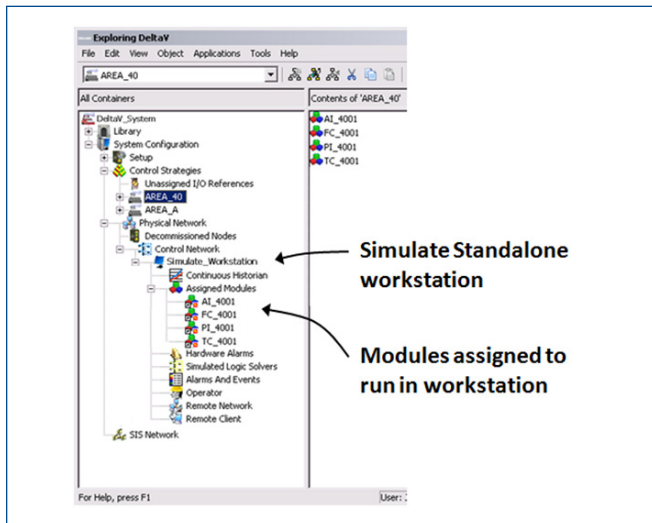 Exploring DeltaV
File Edit View Object Applications Tools Help
AREA_40
All Containers
Contents of 'AREA_40'
DeltaV_System
Library
System Configuration
Setup
Control Strategies
Unassigned I/O References
AREA_40
AREA_A
Physical Network
Decommissioned Nodes
Control Network
Simulate_Workstation
Continuous Historian
Assigned Modules
AI_4001
FC_4001
PI_4001
TC_4001
Hardware Alarms
Simulated Logic Solvers
Alarms And Events
Operator
Remote Network
Remote Client
SIS Network
AI_4001
FC_4001
PI_4001
TC_4001
Simulate Standalone
workstation
Modules assigned to
run in workstation
For Help, press F1
User: